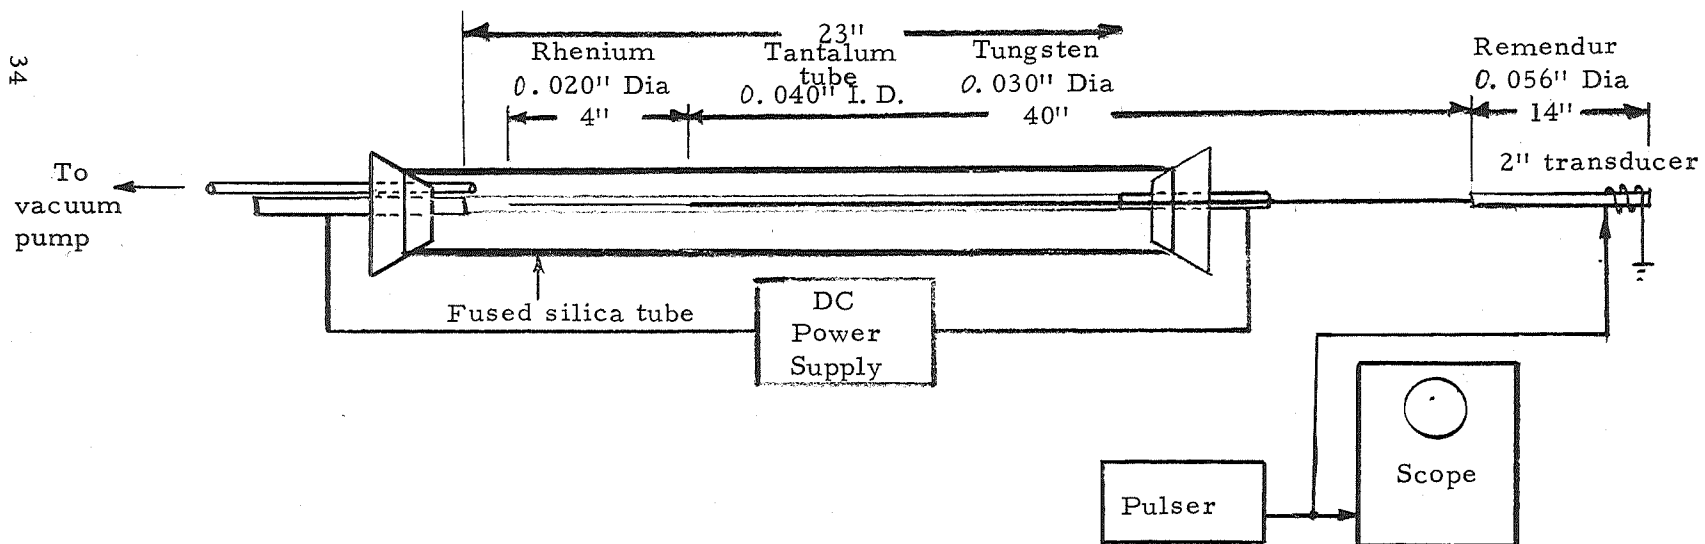 34
23"
Rhenium
0.020" Dia
4"
Tantalum
tube
0.040" I. D.
Tungsten
0.030" Dia
40"
Remendur
0.056" Dia
14"
2" transducer
To
vacuum
pump
Fused silica tube
DC
Power
Supply
Pulser
Scope